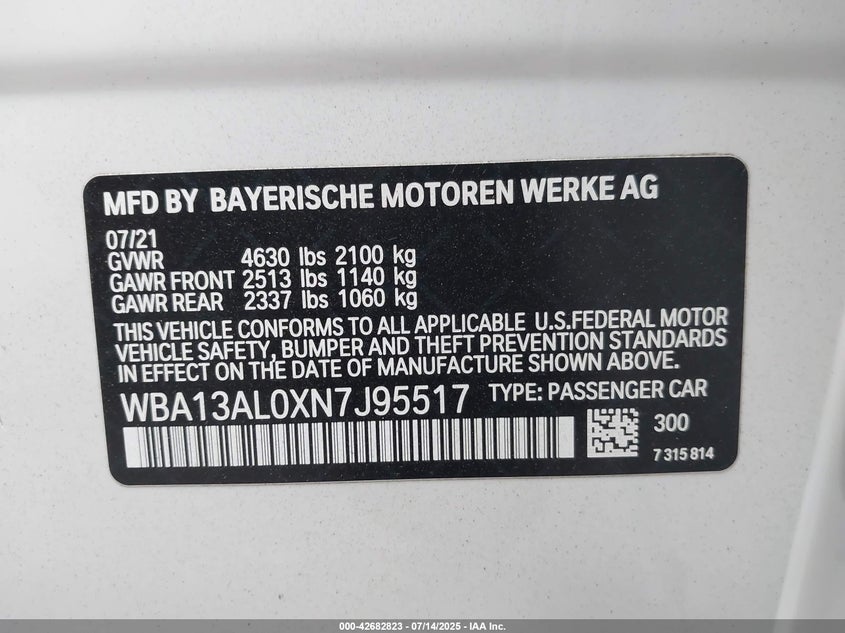 MFD BY BAYERISCHE MOTOREN WERKE AG
07/21
GVWR 4630 lbs 2100 kg
GAWR FRONT 2513 lbs 1140 kg
GAWR REAR 2337 lbs 1060 kg
THIS VEHICLE CONFORMS TO ALL APPLICABLE U.S.FEDERAL MOTOR
VEHICLE SAFETY, BUMPER AND THEFT PREVENTION STANDARDS
IN EFFECT ON THE DATE OF MANUFACTURE SHOWN ABOVE.
WBA13AL0XN7J95517 TYPE: PASSENGER CAR
300
7 315 814
000-42682823 - 07/14/2025 - IAA Inc.